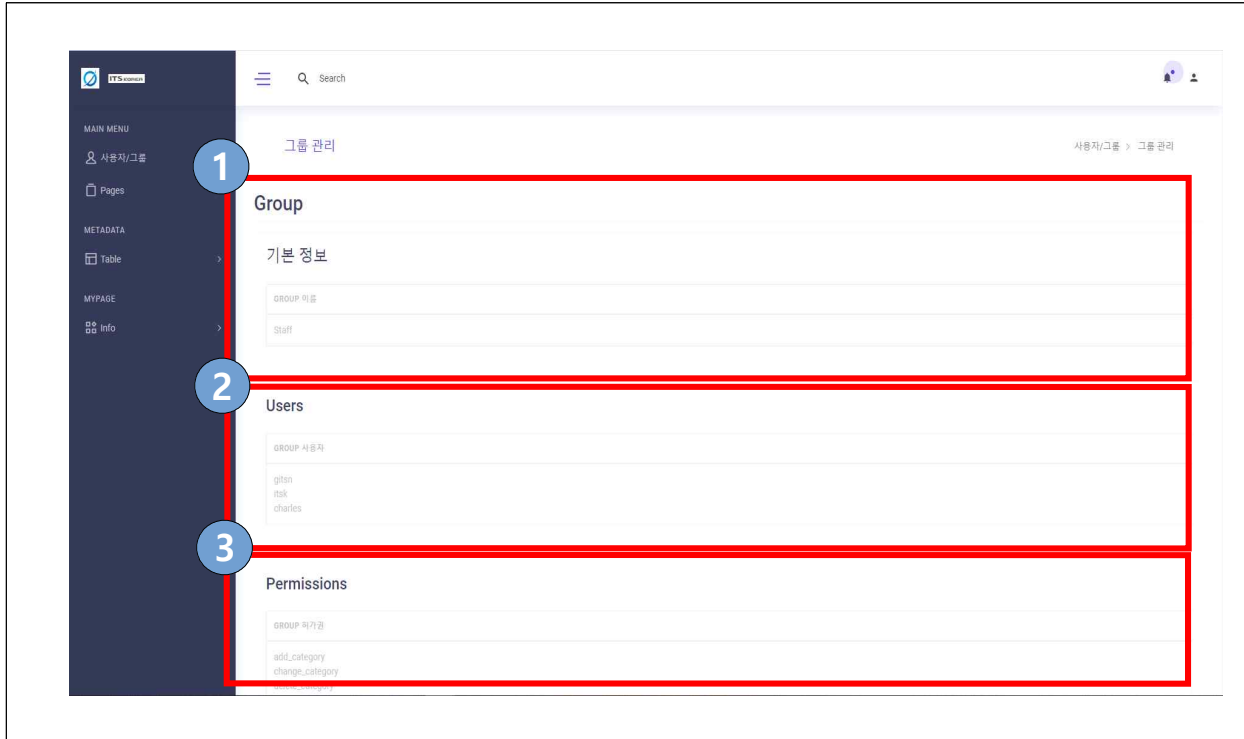 ITS KOREA
Search
MAIN MENU
사용자/그룹
Pages
METADATA
Table
MYPAGE
Info
그룹 관리
사용자/그룹 > 그룹 관리
1
Group
기본 정보
GROUP 이름
Staff
2
Users
GROUP 사용자
gitsn
itsk
charles
3
Permissions
GROUP 허가권
add_category
change_category